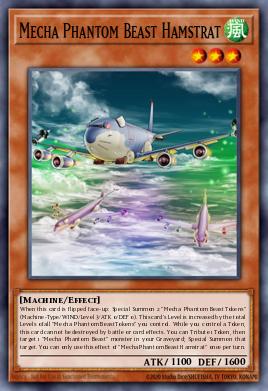 MECHA PHANTOM BEAST HAMSTRAT
WIND
[MACHINE/EFFECT]
When this card is flipped face-up: Special Summon 2 "Mecha Phantom Beast Tokens"
(Machine-Type/WIND/Level 3/ATK 0/DEF 0). This card's Level is increased by the total
Levels of all "Mecha Phantom Beast Tokens" you control. While you control a Token,
this card cannot be destroyed by battle or card effects. You can Tribute 1 Token, then
target 1 "Mecha Phantom Beast" monster in your Graveyard; Special Summon that
target. You can only use this effect of "Mecha Phantom Beast Hamstrat" once per turn.
ATK/1100 DEF/1600